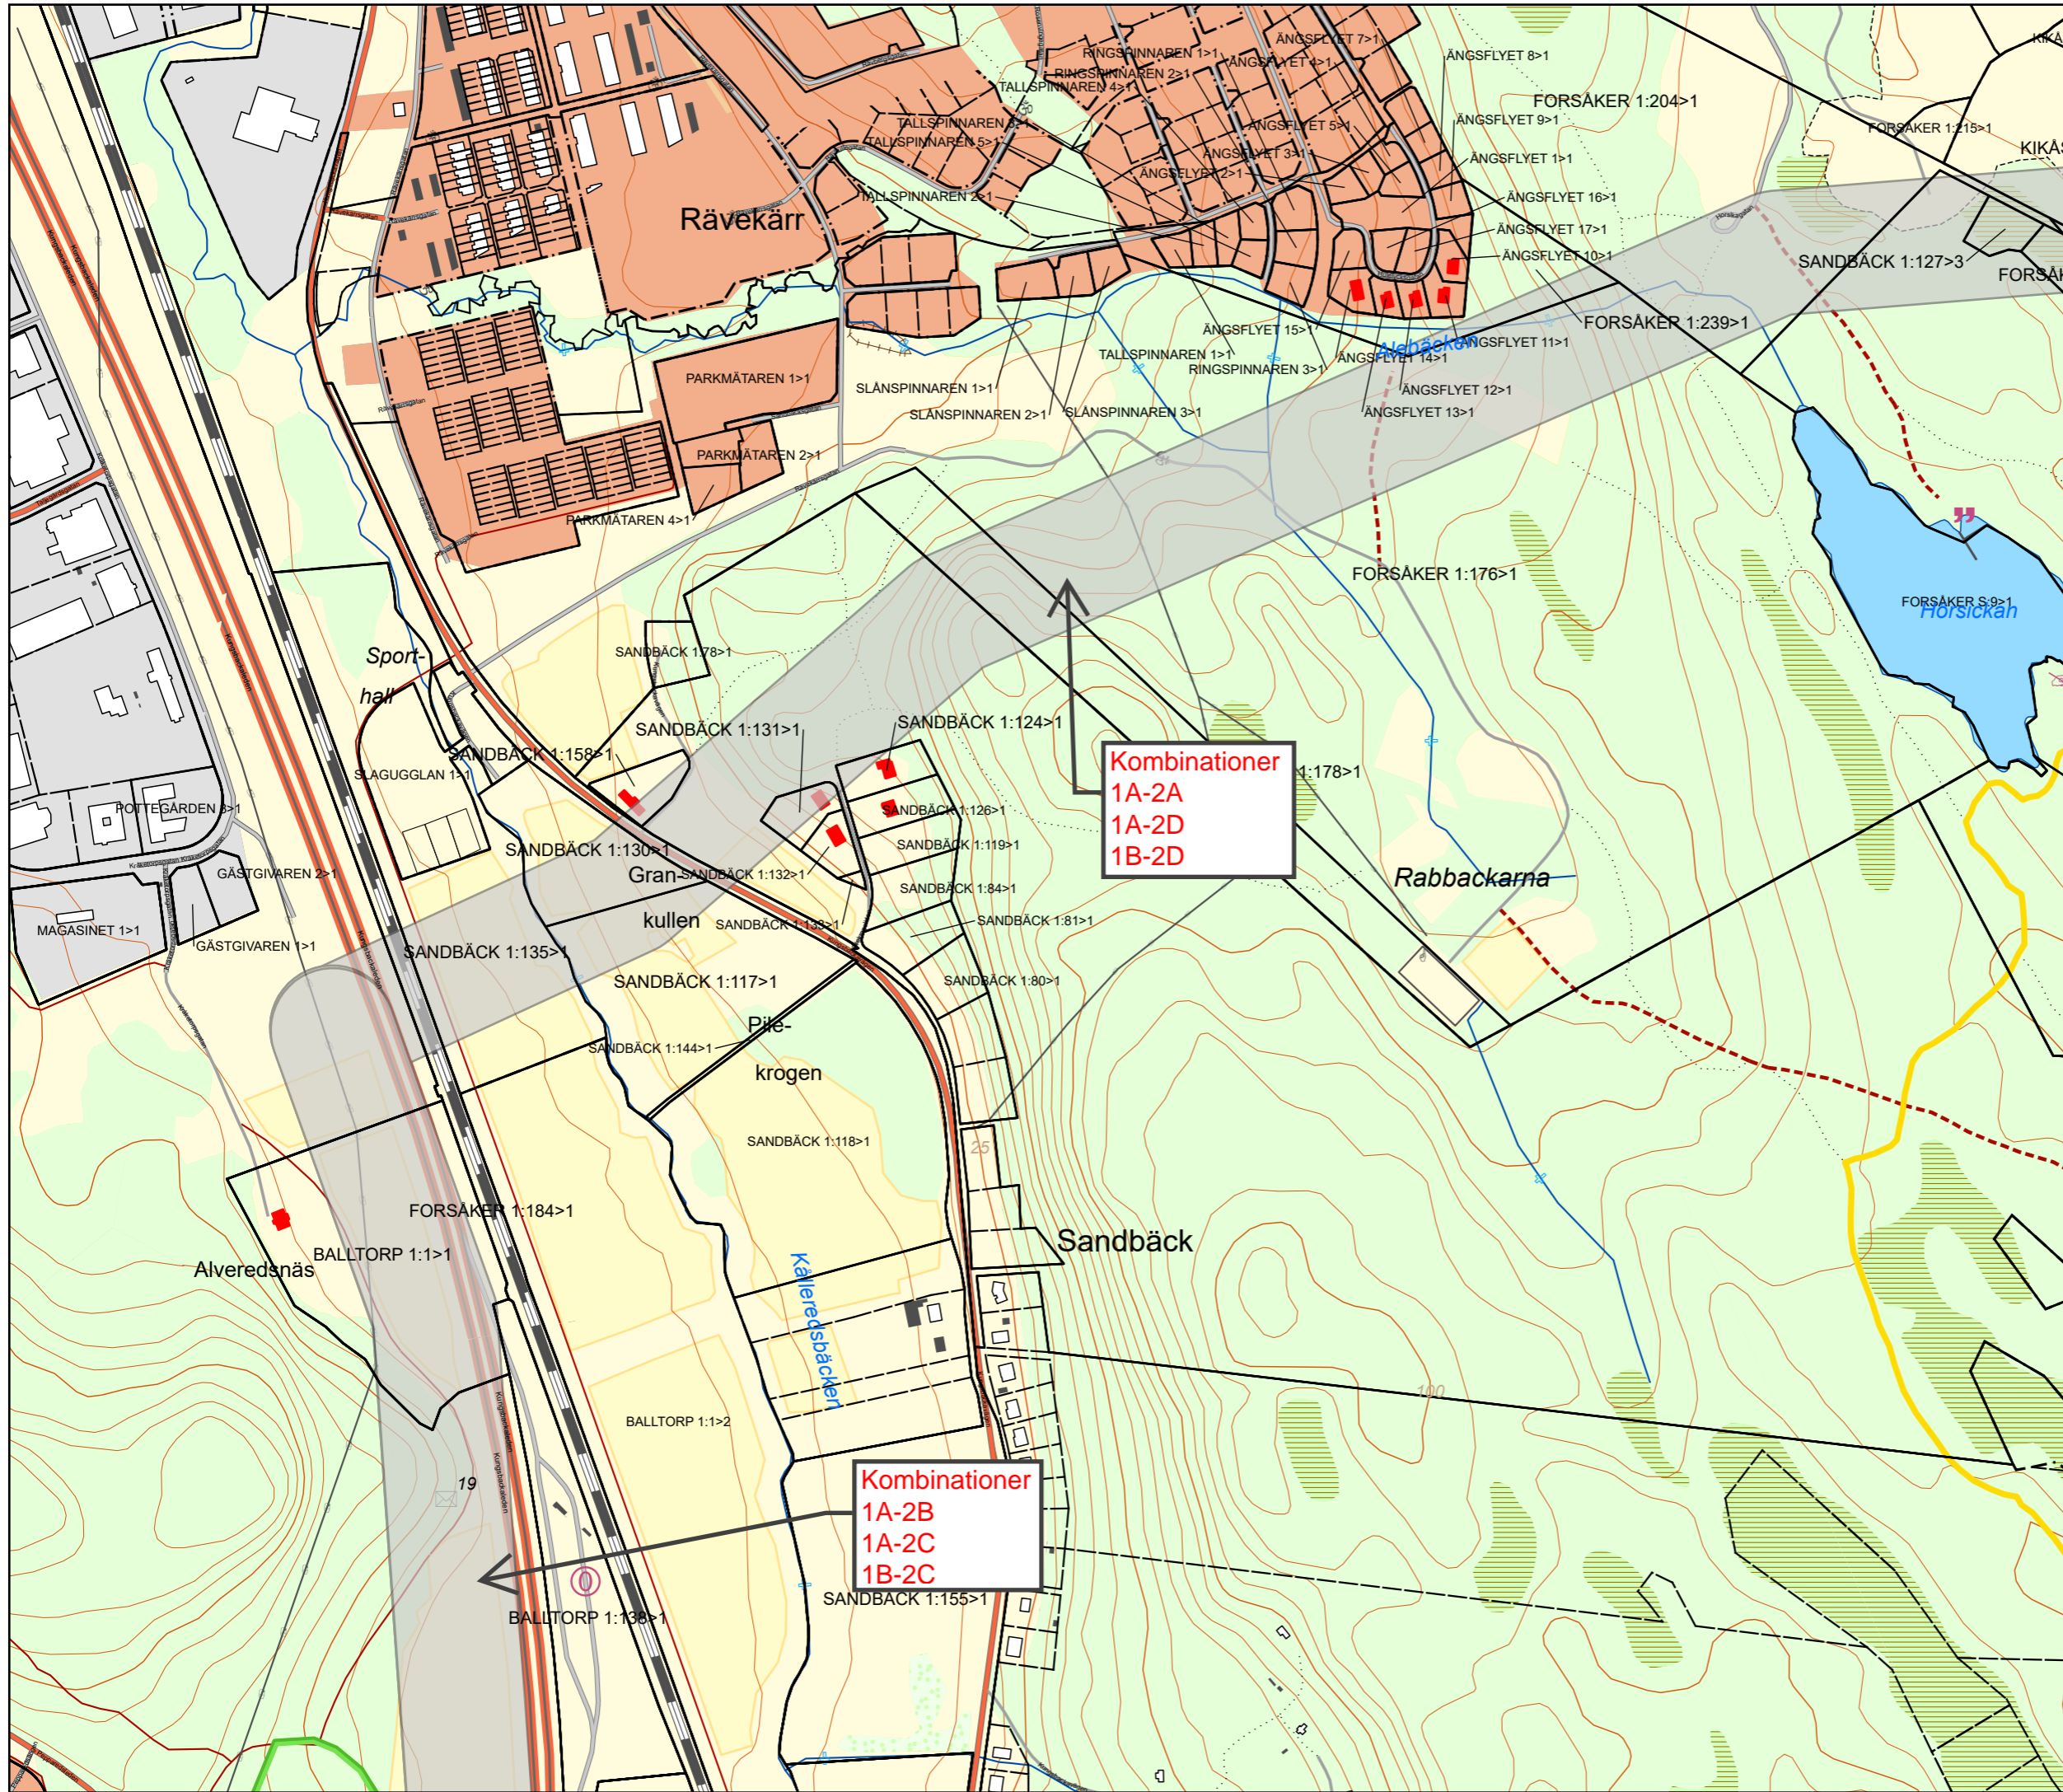 ÄNGSFLYET 7>1
RINGSPINNAREN 1>1
ÄNGSFLYET 4>1
ÄNGSFLYET 8>1
RINGSPINNAREN 2>1
TALLSPINNAREN 4>1
FORSÅKER 1:204>1
TALLSPINNAREN 3>1
ÄNGSFLYET 5>1
ÄNGSFLYET 9>1
FORSÅKER 1:215>1
TALLSPINNAREN 5>1
ÄNGSFLYET 3>1
ÄNGSFLYET 1>1
ÄNGSFLYET 2>1
TALLSPINNAREN 2>1
ÄNGSFLYET 16>1
Rävekärr
ÄNGSFLYET 17>1
ÄNGSFLYET 10>1
SANDBÄCK 1:127>3
ÄNGSFLYET 15>1
FORSÅKER 1:239>1
Alebäcken
ÄNGSFLYET 11>1
TALLSPINNAREN 1>1
ÄNGSFLYET 14>1
RINGSPINNAREN 3>1
PARKMÄTAREN 1>1
SLÅNSPINNAREN 1>1
ÄNGSFLYET 12>1
SLÅNSPINNAREN 2>1
SLÅNSPINNAREN 3>1
ÄNGSFLYET 13>1
PARKMÄTAREN 2>1
PARKMÄTAREN 4>1
FORSÅKER 1:176>1
FORSÅKER S:9>1
Horsickan
Sport-
hall
SANDBÄCK 1:78>1
SANDBÄCK 1:131>1
SANDBÄCK 1:124>1
SANDBÄCK 1:158>1
SLAGUGGLAN 1>1
Kombinationer
1A-2A
1A-2D
1B-2D
1:178>1
POTTEGÅRDEN 3>1
SANDBÄCK 1:126>1
SANDBÄCK 1:119>1
SANDBÄCK 1:130>1
GÄSTGIVAREN 2>1
Gran-
kullen
SANDBÄCK 1:132>1
SANDBÄCK 1:84>1
Rabbackarna
MAGASINET 1>1
GÄSTGIVAREN 1>1
SANDBÄCK 1:133>1
SANDBÄCK 1:81>1
SANDBÄCK 1:135>1
SANDBÄCK 1:117>1
SANDBÄCK 1:80>1
Pile-
krogen
SANDBÄCK 1:144>1
SANDBÄCK 1:118>1
25
FORSÅKER 1:184>1
BALLTORP 1:1>1
Alveredsnäs
Sandbäck
Kålleredsbäcken
100
BALLTORP 1:1>2
19
Kombinationer
1A-2B
1A-2C
1B-2C
SANDBÄCK 1:155>1
BALLTORP 1:138>1
Kungsbackaleden
Kungsbackaleden
Kungsbackaleden